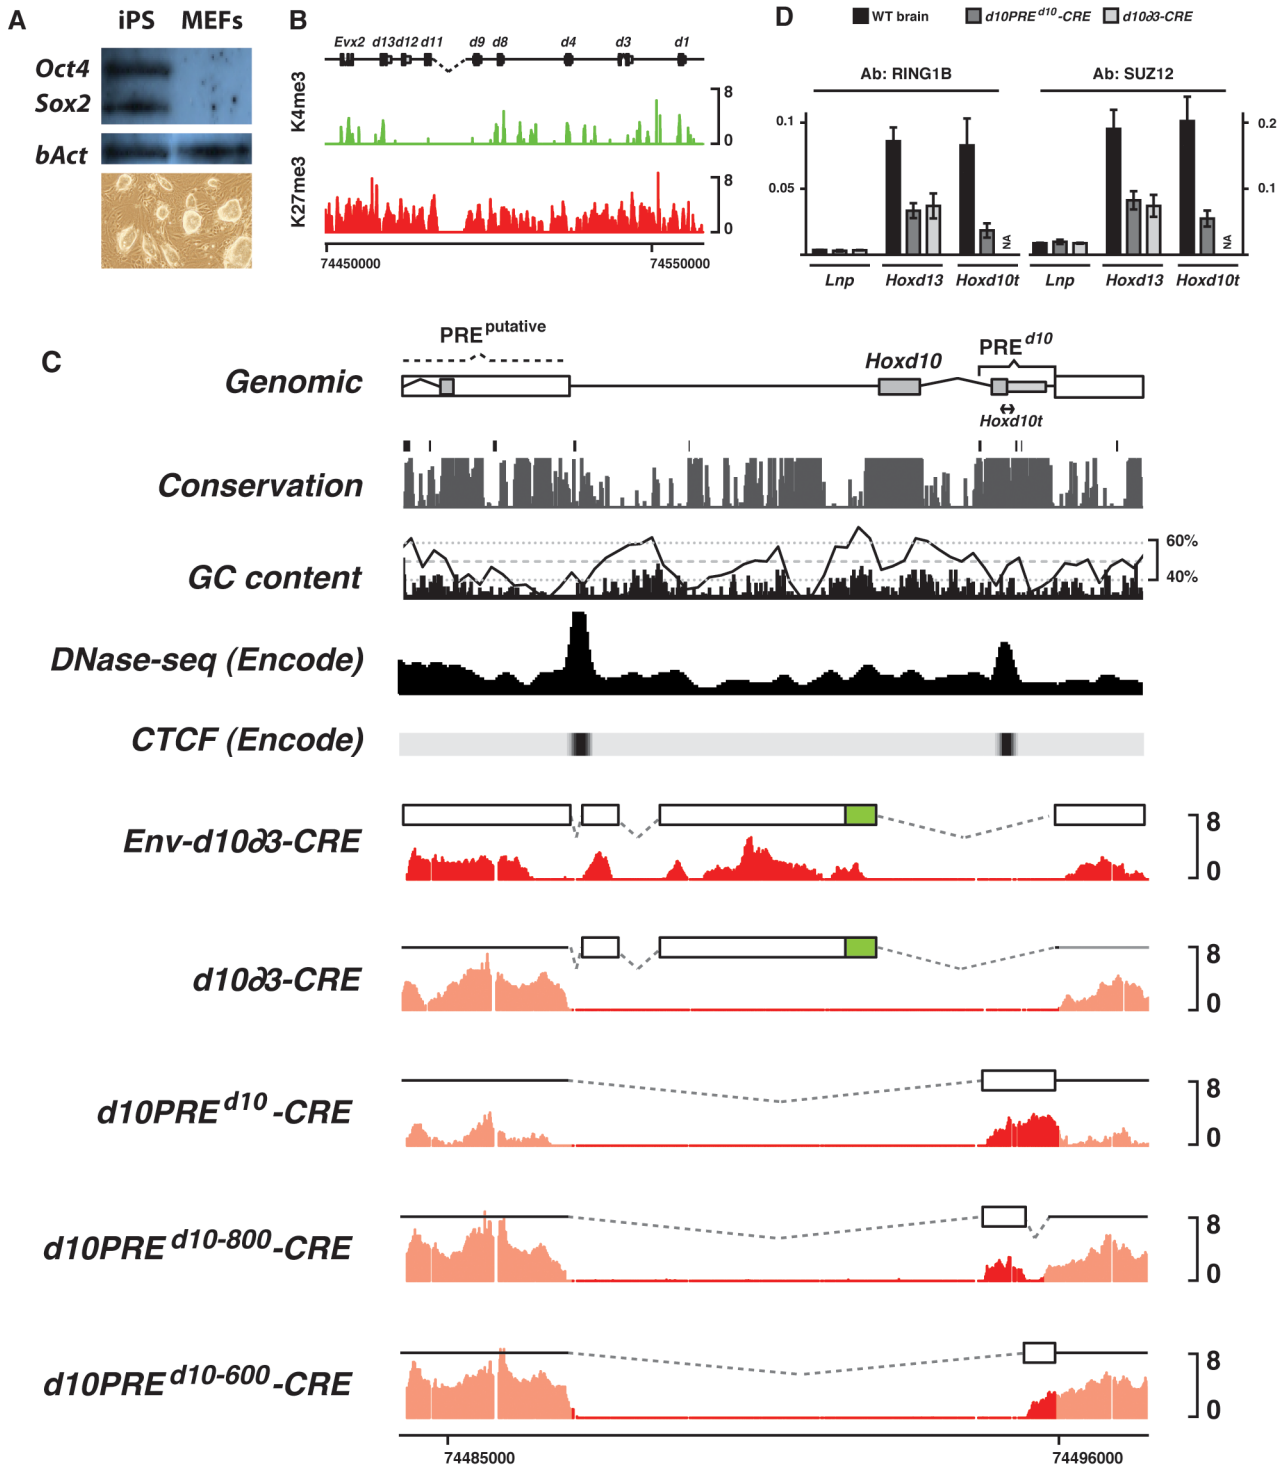 A
iPS MEFs
Oct4
Sox2
bAct
B
Evx2 d13 d12 d11 d9 d8 d4 d3 d1
K4me3
8
0
K27me3
8
0
74450000 74550000
D
WT brain d10PRE d10-CRE d10∂3-CRE
Ab: RING1B Ab: SUZ12
0.1 0.2
0.05 0.1
NA NA
Lnp Hoxd13 Hoxd10t Lnp Hoxd13 Hoxd10t
C
PRE putative
Hoxd10
PRE d10
Genomic
Hoxd10t
Conservation
GC content
60%
40%
DNase-seq (Encode)
CTCF (Encode)
Env-d10∂3-CRE
8
0
d10∂3-CRE
8
0
d10PRE d10 -CRE
8
0
d10PRE d10-800 -CRE
8
0
d10PRE d10-600 -CRE
8
0
74485000 74496000